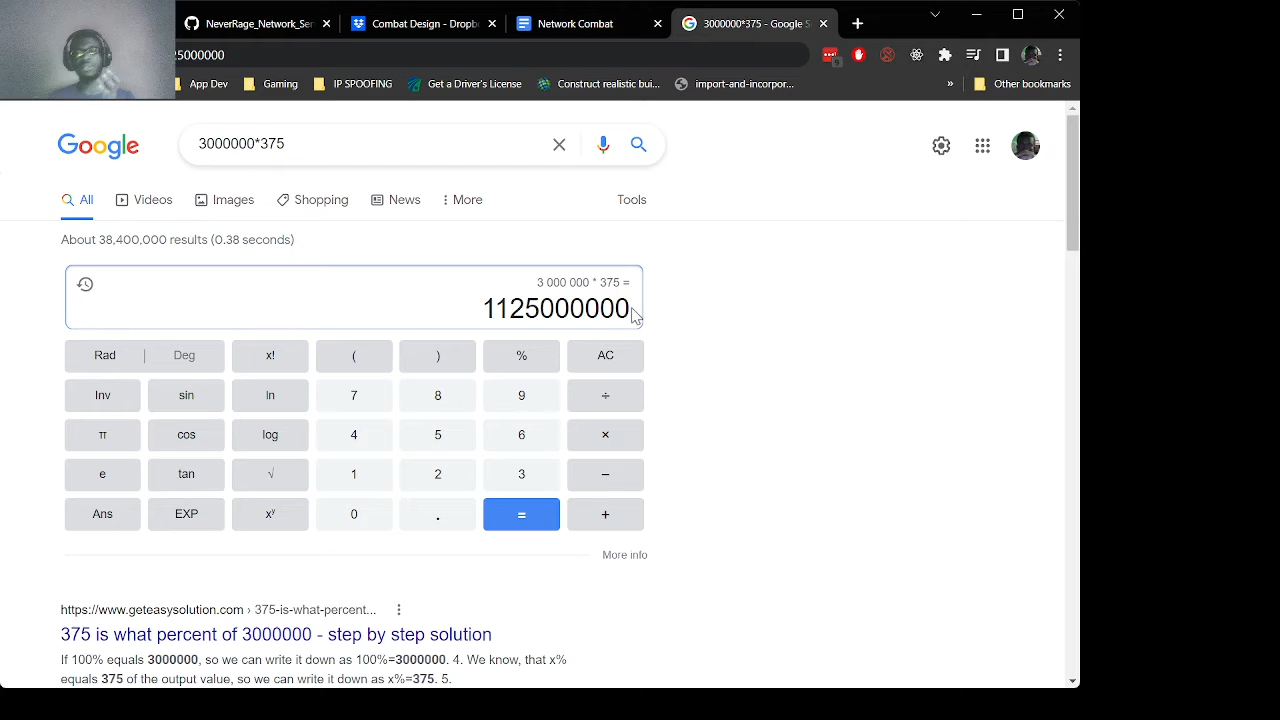 NeverRage_Network_Ser
Combat Design - Dropbo
Network Combat
3000000*375 - Google S
25000000
App Dev
Gaming
IP SPOOFING
Get a Driver's License
Construct realistic bui...
import-and-incorpor...
»
Other bookmarks
Google
3000000*375
All
Videos
Images
Shopping
News
More
Tools
About 38,400,000 results (0.38 seconds)
3 000 000 * 375 =
1125000000
Rad | Deg x! ( ) % AC
Inv sin ln 7 8 9 ÷
π cos log 4 5 6 ×
e tan √ 1 2 3 −
Ans EXP xʸ 0 . = +
More info
https://www.geteasysolution.com › 375-is-what-percent...
375 is what percent of 3000000 - step by step solution
If 100% equals 3000000, so we can write it down as 100%=3000000. 4. We know, that x%
equals 375 of the output value, so we can write it down as x%=375. 5.